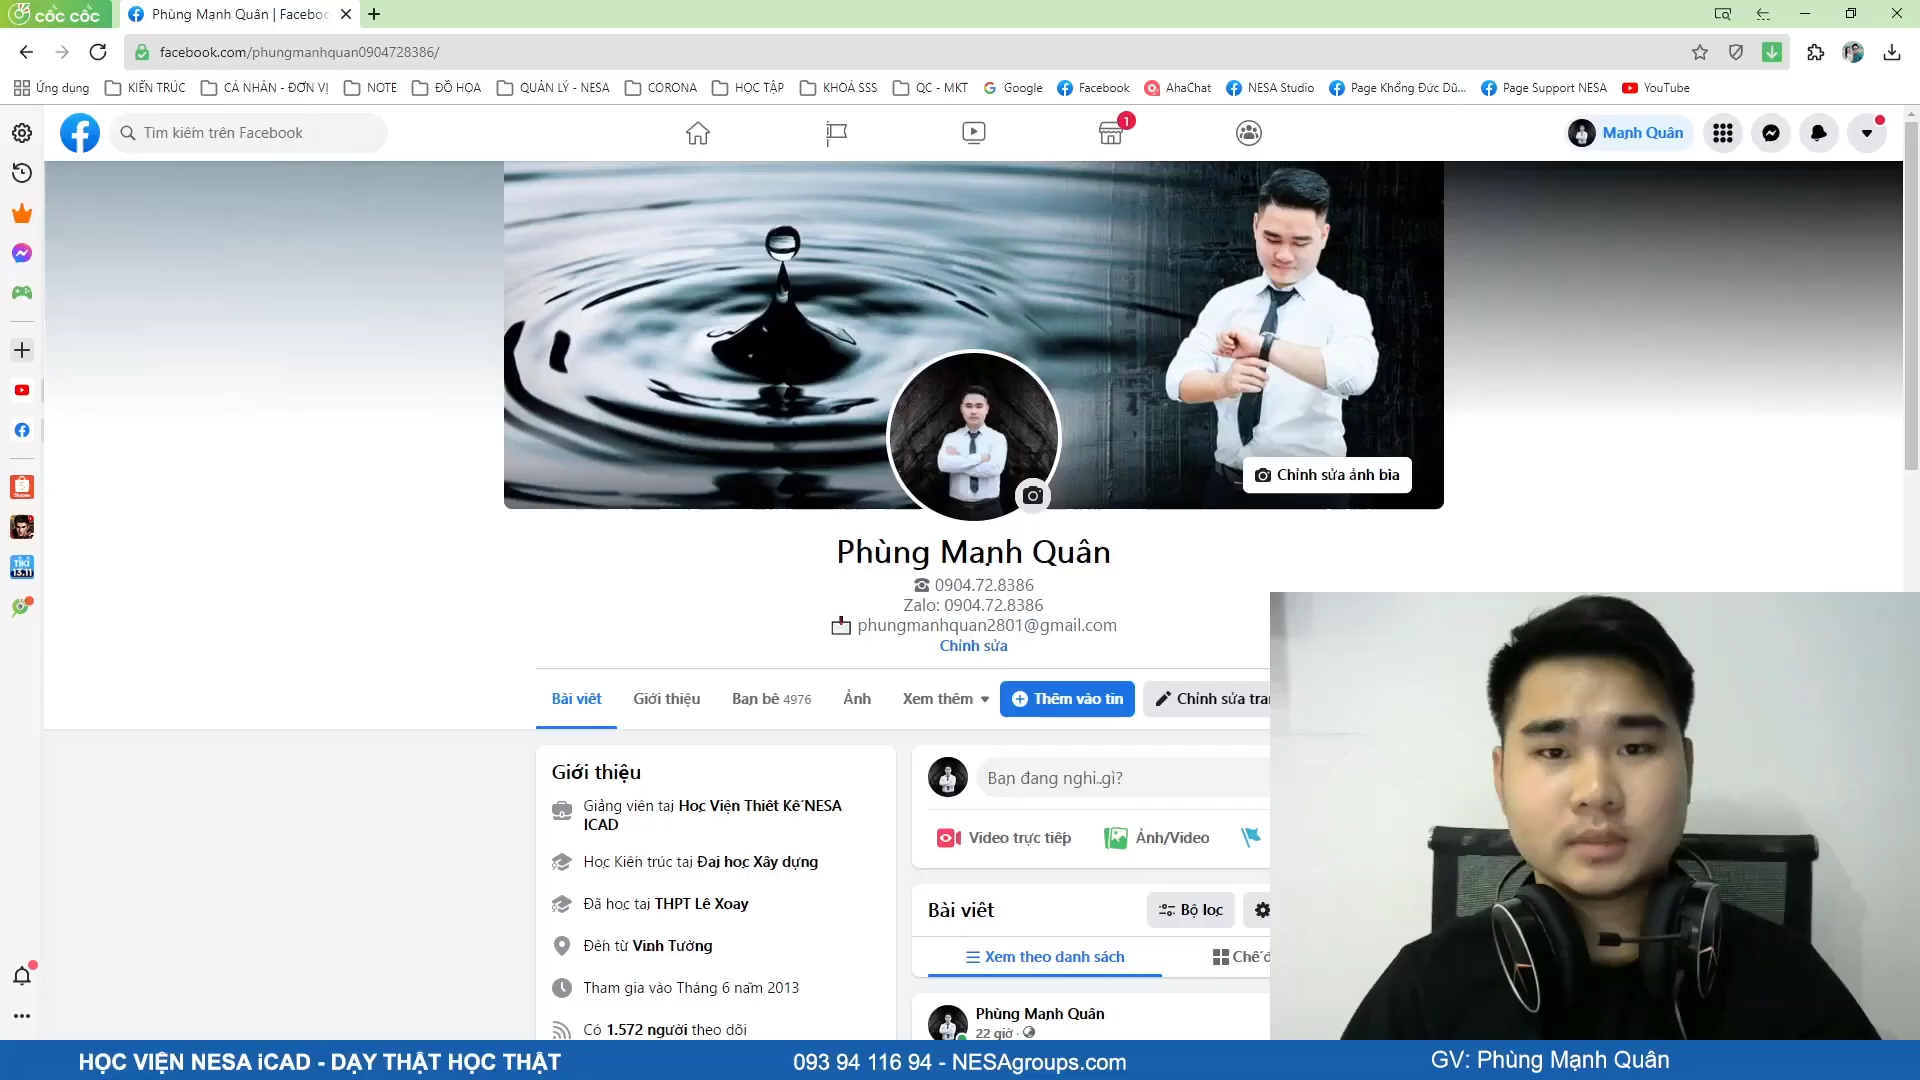 cốc cốc
Phùng Mạnh Quân | Faceboo
facebook.com/phungmanhquan0904728386/
Ứng dụng
KIẾN TRÚC
CÁ NHÂN - ĐƠN VỊ
NOTE
ĐỒ HỌA
QUẢN LÝ - NESA
CORONA
HỌC TẬP
KHOÁ SSS
QC - MKT
Google
Facebook
AhaChat
NESA Studio
Page Khổng Đức Dũ...
Page Support NESA
YouTube
Tìm kiếm trên Facebook
1
Mạnh Quân
Chỉnh sửa ảnh bìa
Phùng Mạnh Quân
0904.72.8386
Zalo: 0904.72.8386
phungmanhquan2801@gmail.com
Chỉnh sửa
Bài viết
Giới thiệu
Bạn bè 4976
Ảnh
Xem thêm
Thêm vào tin
Chỉnh sửa tran
Giới thiệu
Giảng viên tại Học Viện Thiết Kế NESA
ICAD
Học Kiến trúc tại Đại học Xây dựng
Đã học tại THPT Lê Xoay
Đến từ Vĩnh Tường
Tham gia vào Tháng 6 năm 2013
Có 1.572 người theo dõi
Bạn đang nghĩ gì?
Video trực tiếp
Ảnh/Video
Bài viết
Bộ lọc
Xem theo danh sách
Chế đ
Phùng Mạnh Quân
22 giờ ·
HỌC VIỆN NESA iCAD - DẠY THẬT HỌC THẬT
093 94 116 94 - NESAgroups.com
GV: Phùng Mạnh Quân